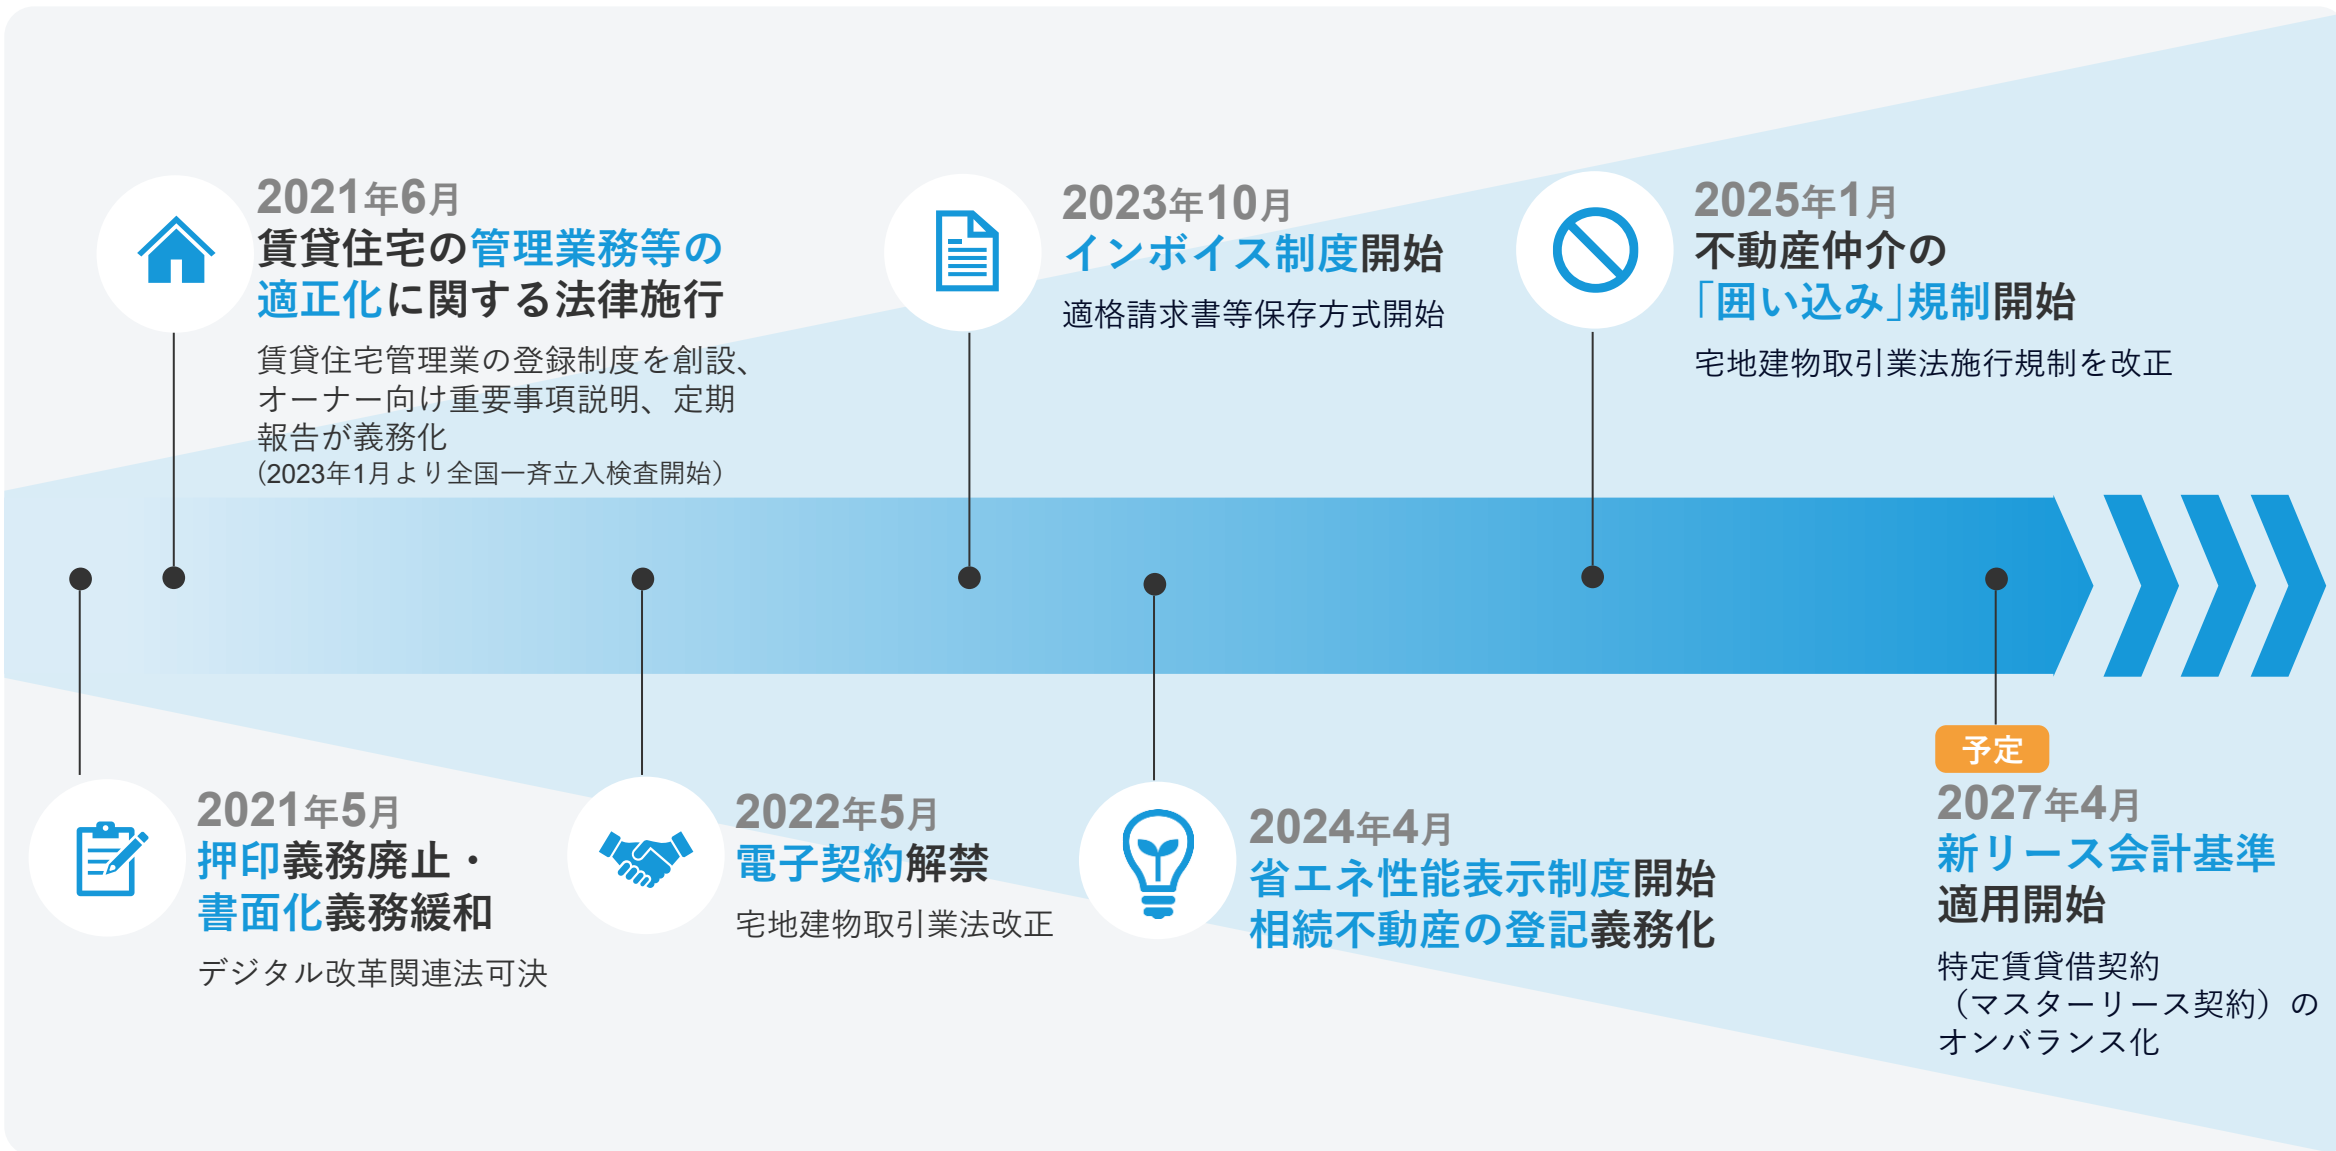 2021年6月
賃貸住宅の管理業務等の
適正化に関する法律施行
賃貸住宅管理業の登録制度を創設、
オーナー向け重要事項説明、定期
報告が義務化
(2023年1月より全国一斉立入検査開始)
2023年10月
インボイス制度開始
適格請求書等保存方式開始
2025年1月
不動産仲介の
「囲い込み」規制開始
宅地建物取引業法施行規制を改正
2021年5月
押印義務廃止・
書面化義務緩和
デジタル改革関連法可決
2022年5月
電子契約解禁
宅地建物取引業法改正
2024年4月
省エネ性能表示制度開始
相続不動産の登記義務化
予定
2027年4月
新リース会計基準
適用開始
特定賃貸借契約
（マスターリース契約）の
オンバランス化